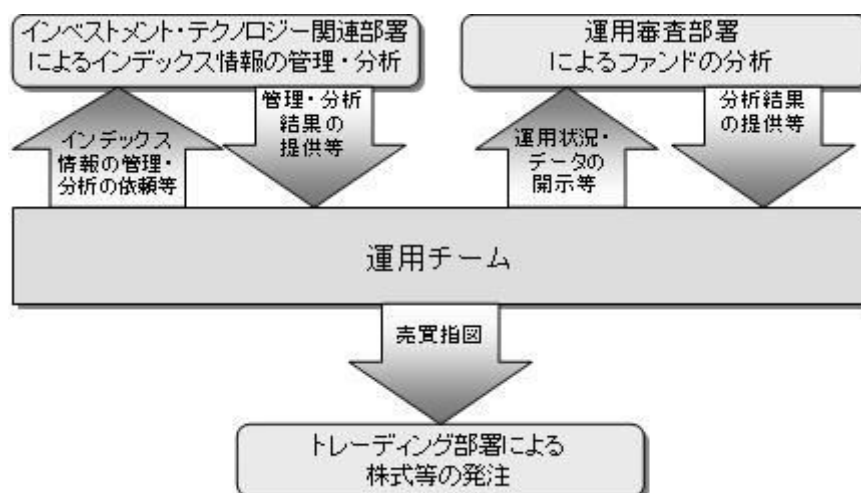 インベストメント・テクノロジー関連部署
によるインデックス情報の管理・分析
運用審査部署
によるファンドの分析
インデックス
情報の管理・
分析の依頼等
管理・分析
結果の
提供等
運用状況・
データの
開示等
分析結果
の提供等
運用チーム
売買指図
トレーディング部署による
株式等の発注